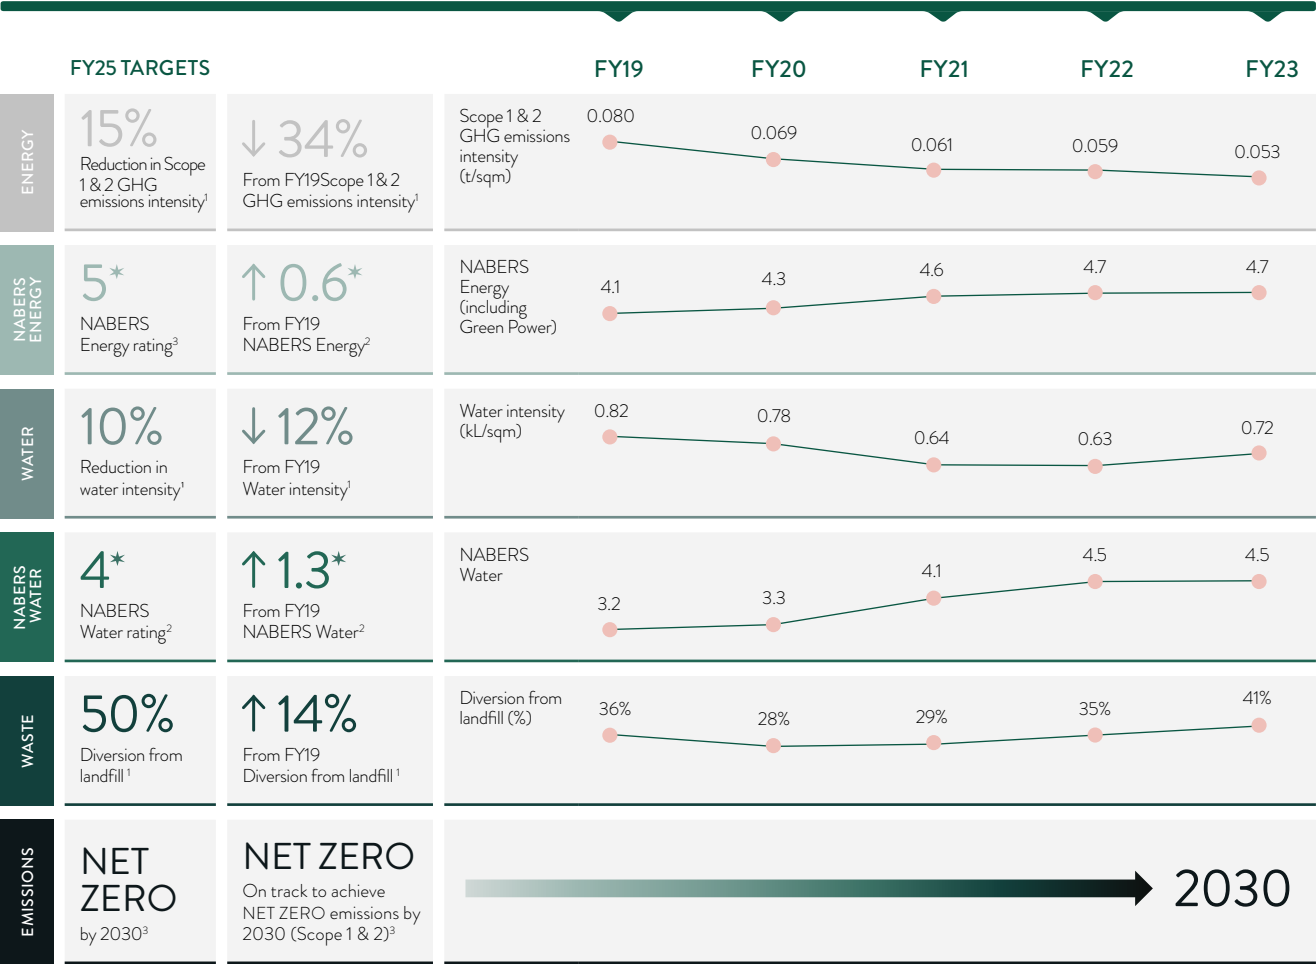 FY25 TARGETS
FY19 FY20 FY21 FY22 FY23
ENERGY
15%
Reduction in Scope
1 & 2 GHG
emissions intensity¹
↓ 34%
From FY19Scope 1 & 2
GHG emissions intensity¹
Scope 1 & 2
GHG emissions
intensity
(t/sqm)
0.080 0.069 0.061 0.059 0.053
NABERS
ENERGY
5*
NABERS
Energy rating³
↑ 0.6*
From FY19
NABERS Energy²
NABERS
Energy
(including
Green Power)
4.1 4.3 4.6 4.7 4.7
WATER
10%
Reduction in
water intensity¹
↓ 12%
From FY19
Water intensity¹
Water intensity
(kL/sqm)
0.82 0.78 0.64 0.63 0.72
NABERS
WATER
4*
NABERS
Water rating²
↑ 1.3*
From FY19
NABERS Water²
NABERS
Water
3.2 3.3 4.1 4.5 4.5
WASTE
50%
Diversion from
landfill ¹
↑ 14%
From FY19
Diversion from landfill ¹
Diversion from
landfill (%)
36% 28% 29% 35% 41%
EMISSIONS
NET
ZERO
by 2030³
NET ZERO
On track to achieve
NET ZERO emissions by
2030 (Scope 1 & 2)³
2030